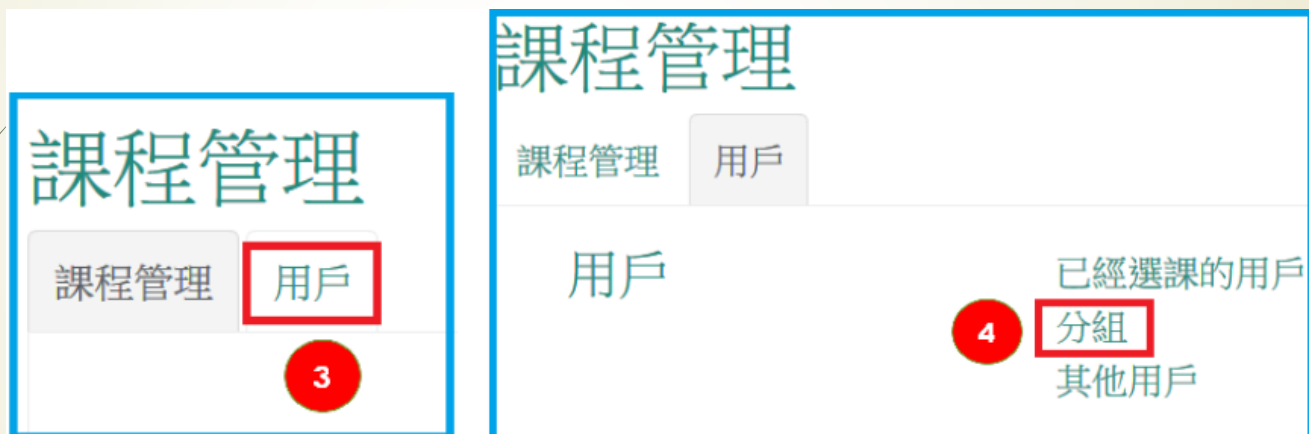 課程管理
課程管理 用戶
3
課程管理
課程管理 用戶
用戶
已經選課的用戶
4 分組
其他用戶